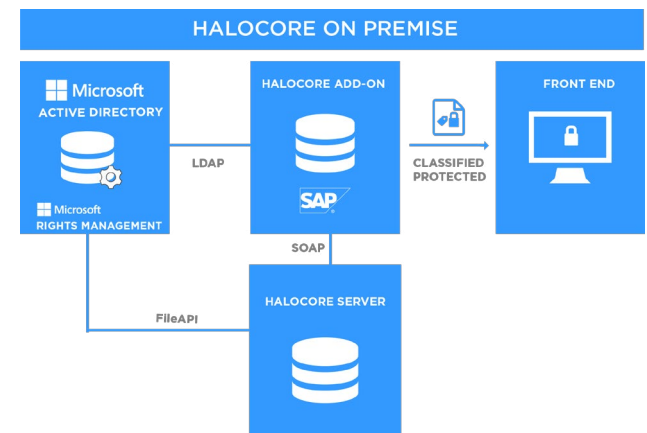 HALOCORE ON PREMISE
Microsoft
ACTIVE DIRECTORY
Microsoft
RIGHTS MANAGEMENT
LDAP
HALOCORE ADD-ON
SAP
CLASSIFIED
PROTECTED
FRONT END
SOAP
FileAPI
HALOCORE SERVER